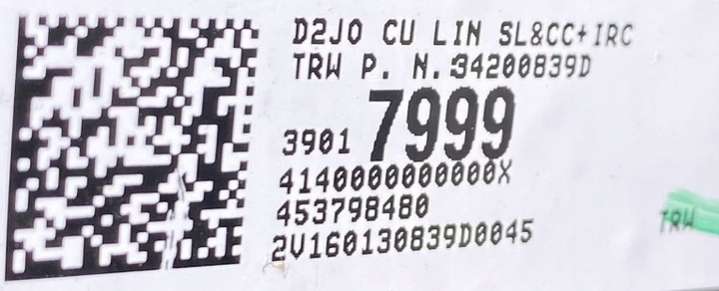 D2JO CU LIN SL&CC+IRC
TRW P. N.34200839D
3901 7999
4140000000000X
453798480
2V160130839D0045
TRW